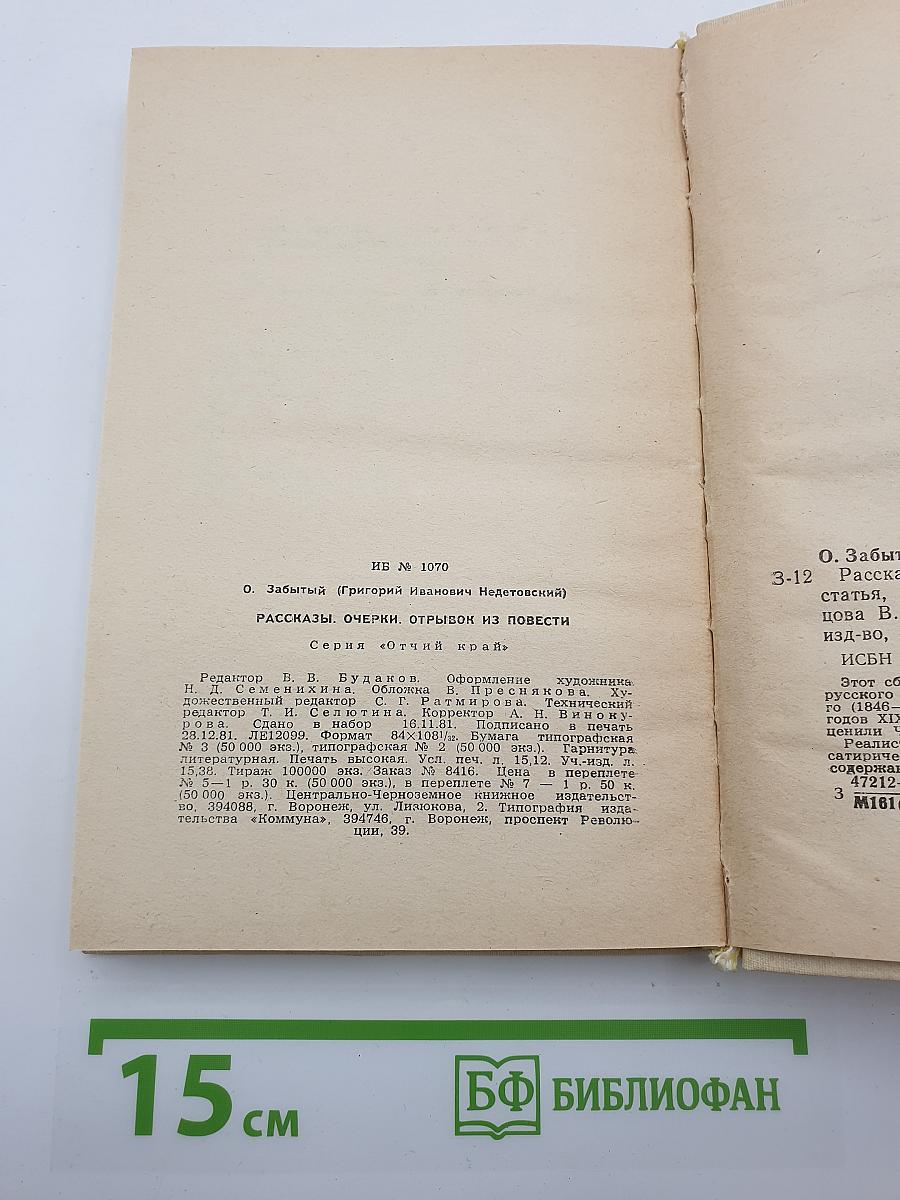 ИБ № 1070
О. Забытый (Григорий Иванович Недетовский)
РАССКАЗЫ. ОЧЕРКИ. ОТРЫВОК ИЗ ПОВЕСТИ
Серия «Отчий край»
Редактор В. В. Будаков. Оформление художника
Н. Д. Семенихина. Обложка В. Преснякова. Ху-
дожественный редактор С. Г. Ратмирова. Технический
редактор Т. И. Селютина. Корректор А. Н. Виноку-
рова. Сдано в набор 16.11.81. Подписано в печать
28.12.81. ЛЕ12099. Формат 84×108¹/₃₂. Бумага типографская
№ 3 (50 000 экз.), типографская № 2 (50 000 экз.). Гарнитура
литературная. Печать высокая. Усл. печ. л. 15,12. Уч.-изд. л.
15,38. Тираж 100000 экз. Заказ № 8416. Цена в переплете
№ 5—1 р. 30 к. (50 000 экз.), в переплете № 7 — 1 р. 50 к.
(50 000 экз.). Центрально-Черноземное книжное издательст-
во, 394088, г. Воронеж, ул. Лизюкова, 2. Типография изда-
тельства «Коммуна», 394746, г. Воронеж, проспект Револю-
ции, 39.
О. Забыт
З-12 Расска
статья,
цова В.
изд-во,
ИСБН
Этот сб
русского
го (1846—
годов XIX
ценили Ч
Реалист
сатириче
содержан
47212-
З
М161(
15 см
БФ БИБЛИОФАН